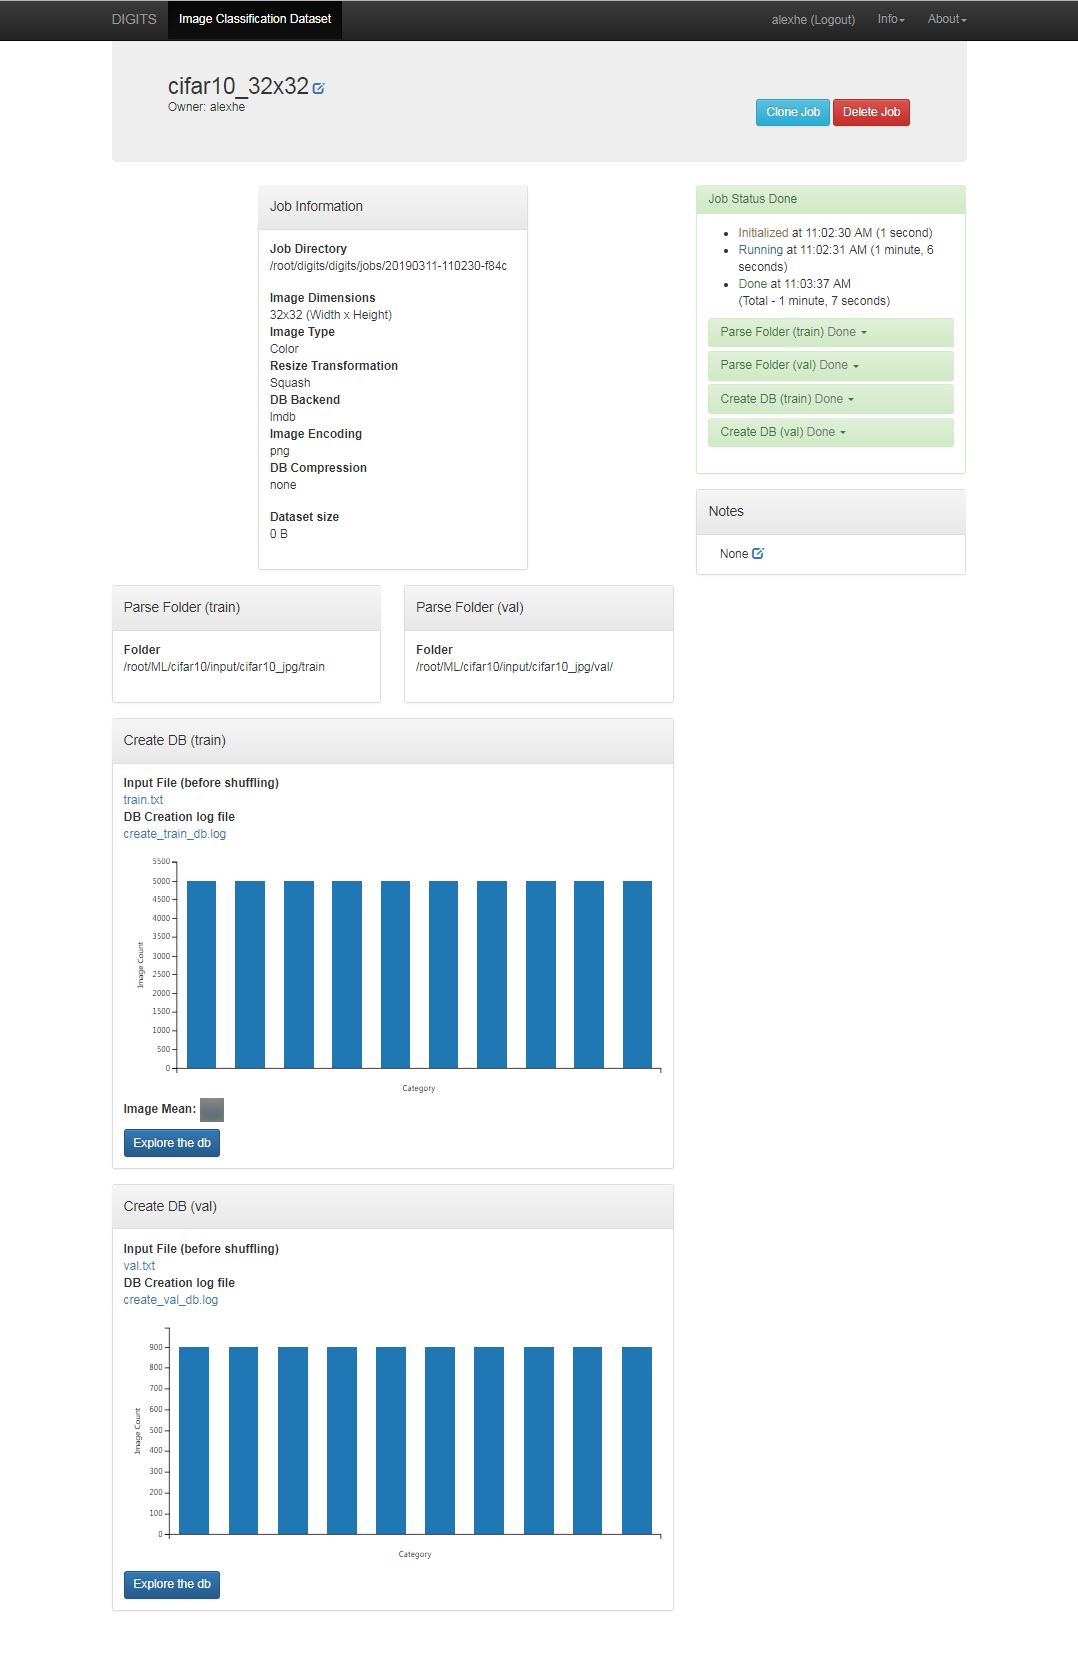 DIGITS Image Classification Dataset alexhe (Logout) Info About
cifar10_32x32
Owner: alexhe
Clone Job Delete Job
Job Information
Job Directory
/root/digits/digits/jobs/20190311-110230-f84c
Image Dimensions
32x32 (Width x Height)
Image Type
Color
Resize Transformation
Squash
DB Backend
lmdb
Image Encoding
png
DB Compression
none
Dataset size
0 B
Job Status Done
Initialized at 11:02:30 AM (1 second)
Running at 11:02:31 AM (1 minute, 6
seconds)
Done at 11:03:37 AM
(Total - 1 minute, 7 seconds)
Parse Folder (train) Done
Parse Folder (val) Done
Create DB (train) Done
Create DB (val) Done
Notes
None
Parse Folder (train)
Folder
/root/ML/cifar10/input/cifar10_jpg/train
Parse Folder (val)
Folder
/root/ML/cifar10/input/cifar10_jpg/val/
Create DB (train)
Input File (before shuffling)
train.txt
DB Creation log file
create_train_db.log
5500
5000
4500
4000
3500
3000
2500
2000
1500
1000
500
0
Image Count
Category
Image Mean:
Explore the db
Create DB (val)
Input File (before shuffling)
val.txt
DB Creation log file
create_val_db.log
900
800
700
600
500
400
300
200
100
0
Image Count
Category
Explore the db